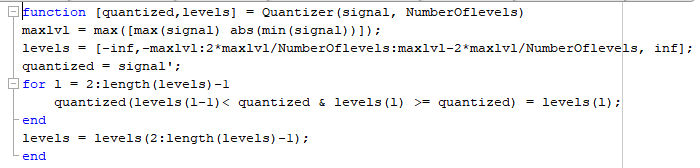 function [quantized,levels] = Quantizer(signal, NumberOflevels)
maxlvl = max([max(signal) abs(min(signal))]);
levels = [-inf,-maxlvl:2*maxlvl/NumberOflevels:maxlvl-2*maxlvl/NumberOflevels, inf];
quantized = signal';
for l = 2:length(levels)-1
    quantized(levels(l-1)< quantized & levels(l) >= quantized) = levels(l);
end
levels = levels(2:length(levels)-1);
end